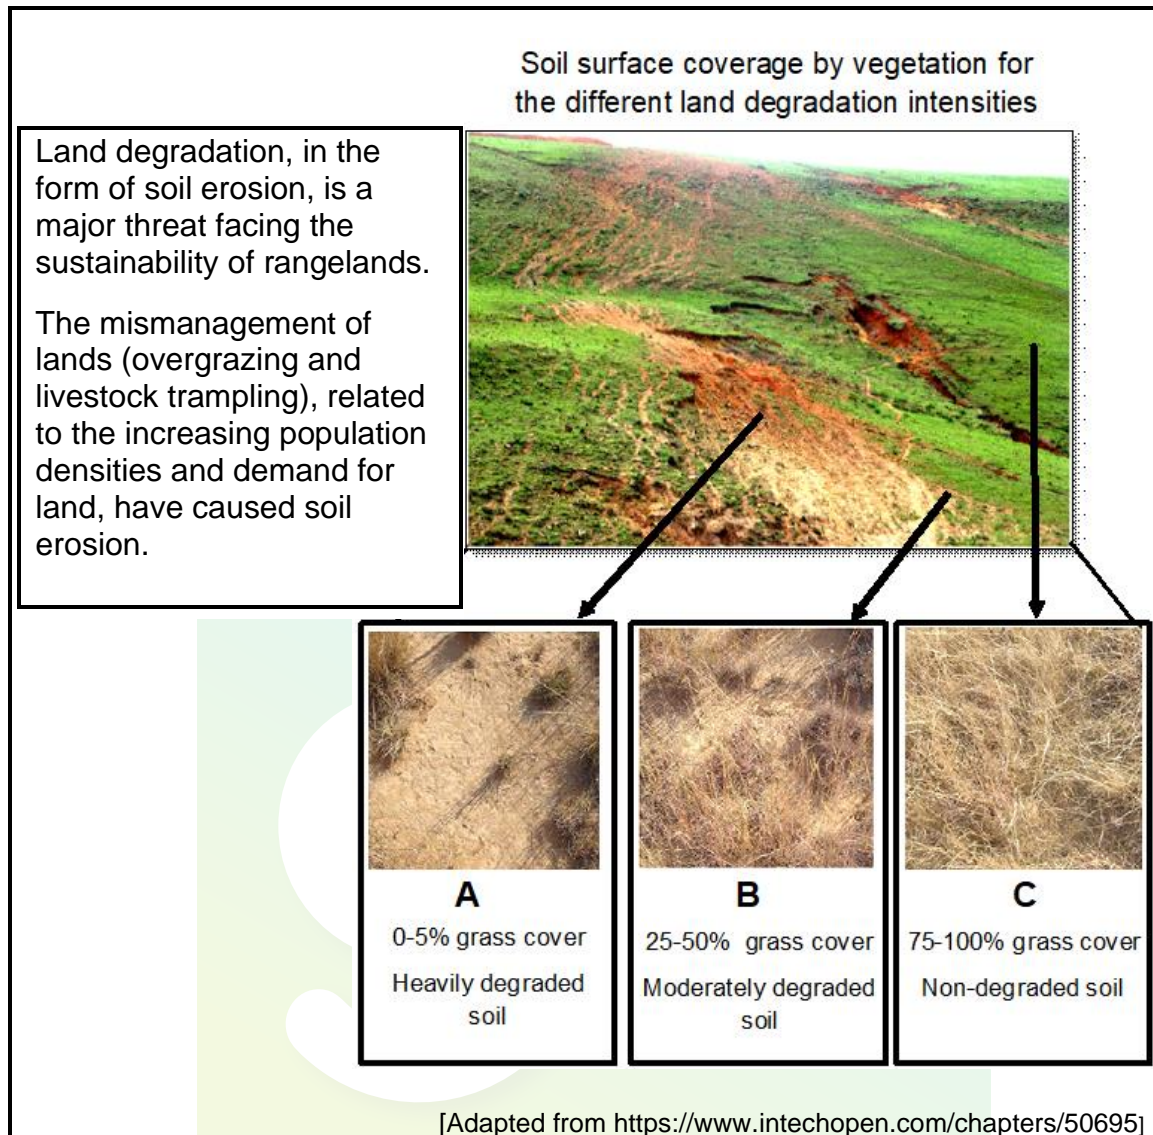 Soil surface coverage by vegetation for
the different land degradation intensities
Land degradation, in the
form of soil erosion, is a
major threat facing the
sustainability of rangelands.
The mismanagement of
lands (overgrazing and
livestock trampling), related
to the increasing population
densities and demand for
land, have caused soil
erosion.
A
0-5% grass cover
Heavily degraded
soil
B
25-50% grass cover
Moderately degraded
soil
C
75-100% grass cover
Non-degraded soil
[Adapted from https://www.intechopen.com/chapters/50695]